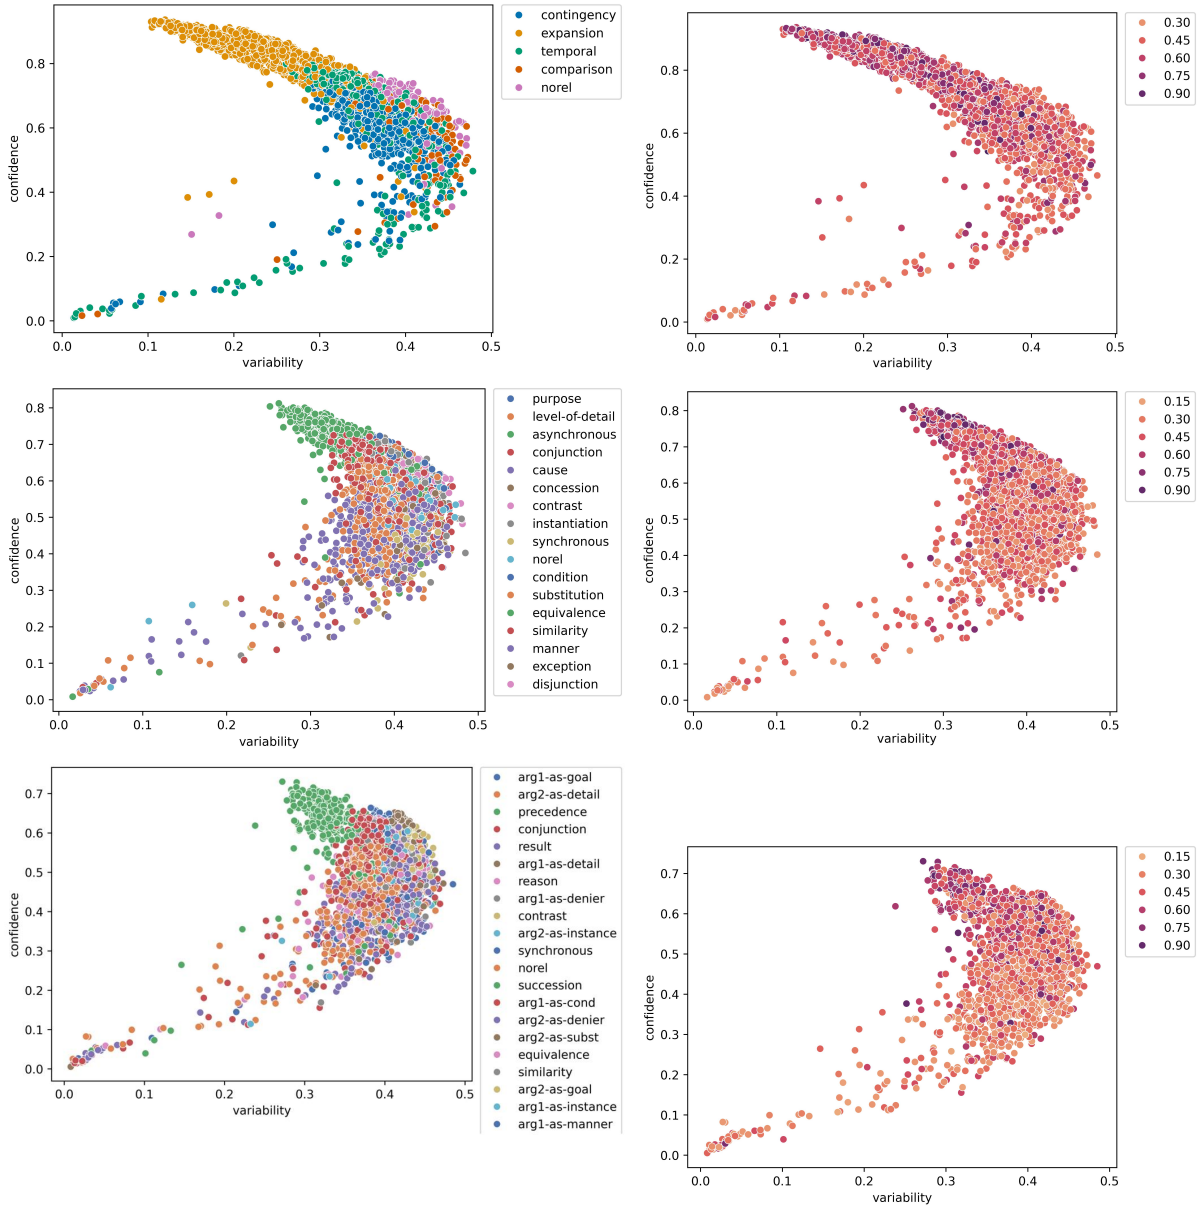 0.8
0.6
0.4
0.2
0.0
confidence
0.0 0.1 0.2 0.3 0.4 0.5
variability
contingency
expansion
temporal
comparison
norel
0.8
0.6
0.4
0.2
0.0
confidence
0.0 0.1 0.2 0.3 0.4 0.5
variability
0.30
0.45
0.60
0.75
0.90
0.8
0.7
0.6
0.5
0.4
0.3
0.2
0.1
0.0
confidence
0.0 0.1 0.2 0.3 0.4 0.5
variability
purpose
level-of-detail
asynchronous
conjunction
cause
concession
contrast
instantiation
synchronous
norel
condition
substitution
equivalence
similarity
manner
exception
disjunction
0.8
0.7
0.6
0.5
0.4
0.3
0.2
0.1
0.0
confidence
0.0 0.1 0.2 0.3 0.4 0.5
variability
0.15
0.30
0.45
0.60
0.75
0.90
0.7
0.6
0.5
0.4
0.3
0.2
0.1
0.0
confidence
0.0 0.1 0.2 0.3 0.4 0.5
variability
arg1-as-goal
arg2-as-detail
precedence
conjunction
result
arg1-as-detail
reason
arg1-as-denier
contrast
arg2-as-instance
synchronous
norel
succession
arg1-as-cond
arg2-as-denier
arg2-as-subst
equivalence
similarity
arg2-as-goal
arg1-as-instance
arg1-as-manner
0.7
0.6
0.5
0.4
0.3
0.2
0.1
0.0
confidence
0.0 0.1 0.2 0.3 0.4 0.5
variability
0.15
0.30
0.45
0.60
0.75
0.90